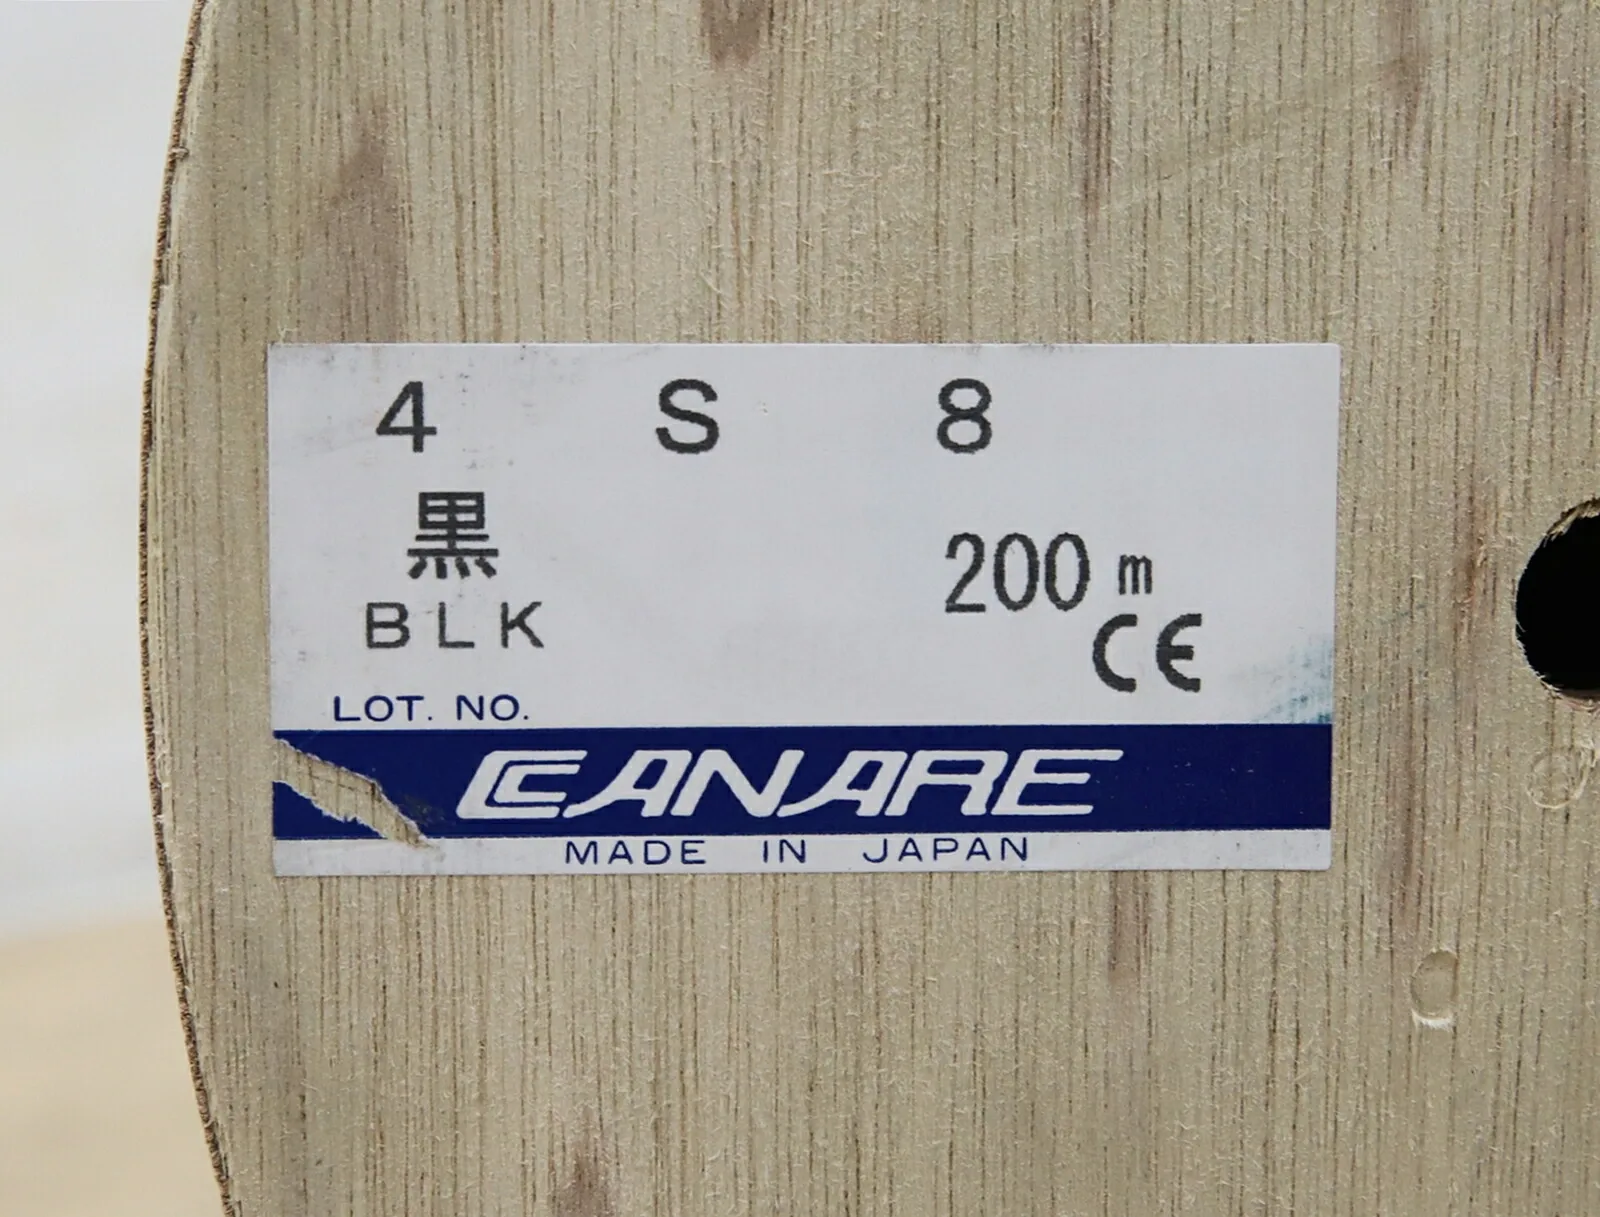 4 S 8
黒
200 m
BLK
CE
LOT. NO.
CANARE
MADE IN JAPAN